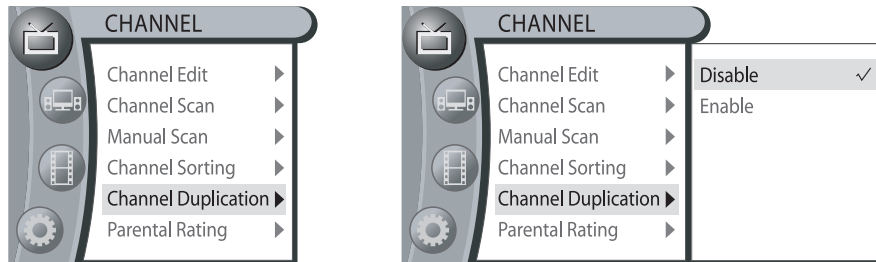 CHANNEL
Channel Edit
Channel Scan
Manual Scan
Channel Sorting
Channel Duplication
Parental Rating
CHANNEL
Channel Edit
Channel Scan
Manual Scan
Channel Sorting
Channel Duplication
Parental Rating
Disable
Enable